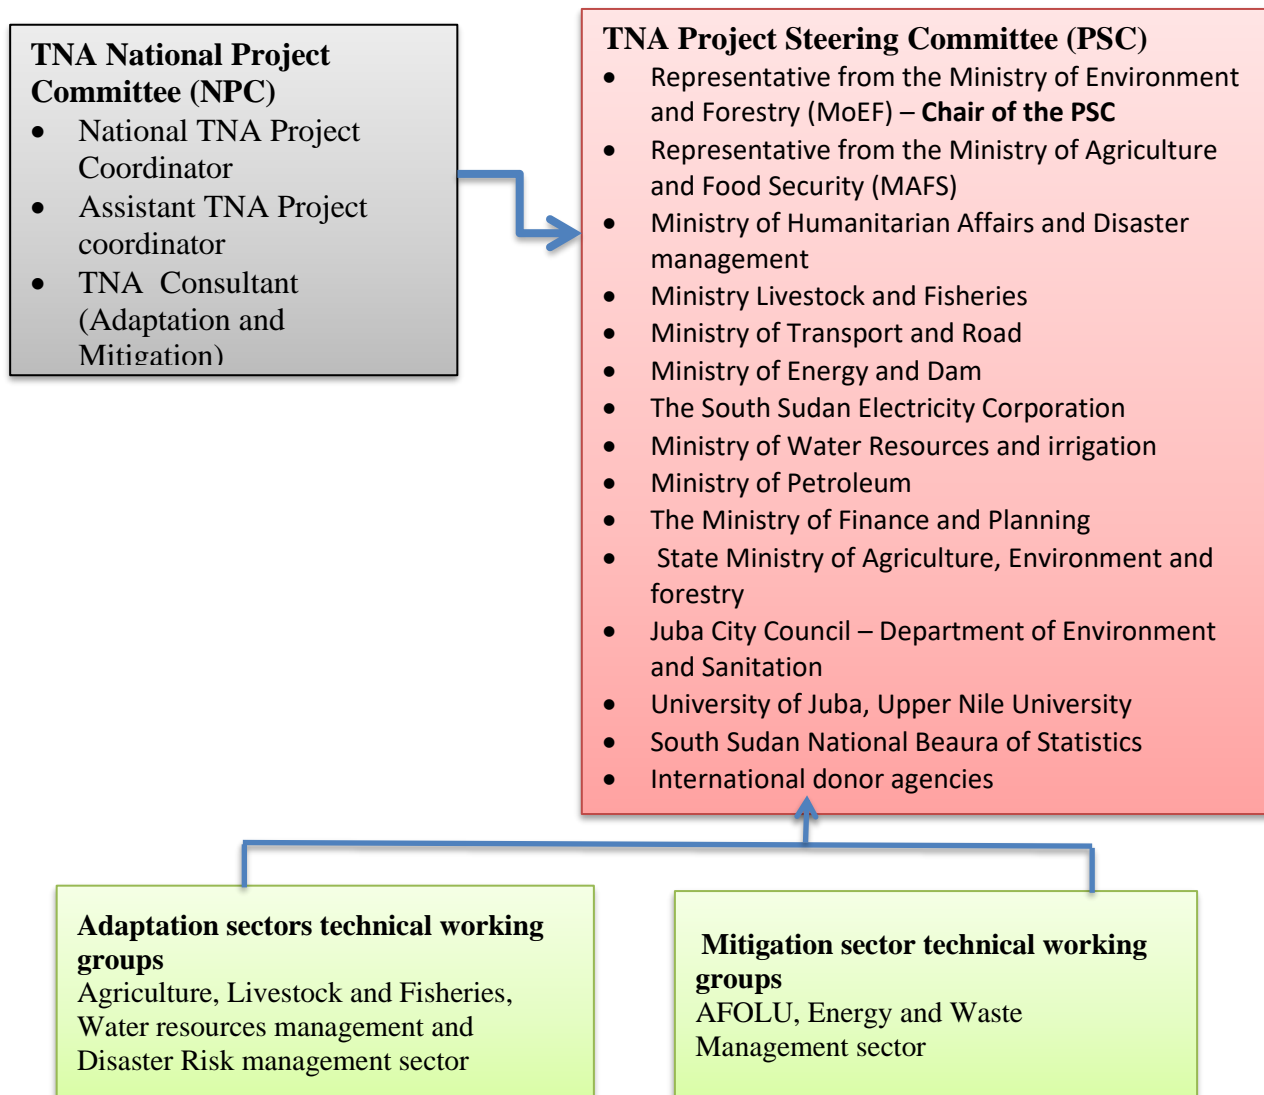 TNA National Project
Committee (NPC)
• National TNA Project
Coordinator
• Assistant TNA Project
coordinator
• TNA Consultant
(Adaptation and
Mitigation)
TNA Project Steering Committee (PSC)
• Representative from the Ministry of Environment
and Forestry (MoEF) – Chair of the PSC
• Representative from the Ministry of Agriculture
and Food Security (MAFS)
• Ministry of Humanitarian Affairs and Disaster
management
• Ministry Livestock and Fisheries
• Ministry of Transport and Road
• Ministry of Energy and Dam
• The South Sudan Electricity Corporation
• Ministry of Water Resources and irrigation
• Ministry of Petroleum
• The Ministry of Finance and Planning
• State Ministry of Agriculture, Environment and
forestry
• Juba City Council – Department of Environment
and Sanitation
• University of Juba, Upper Nile University
• South Sudan National Beaura of Statistics
• International donor agencies
Adaptation sectors technical working
groups
Agriculture, Livestock and Fisheries,
Water resources management and
Disaster Risk management sector
Mitigation sector technical working
groups
AFOLU, Energy and Waste
Management sector